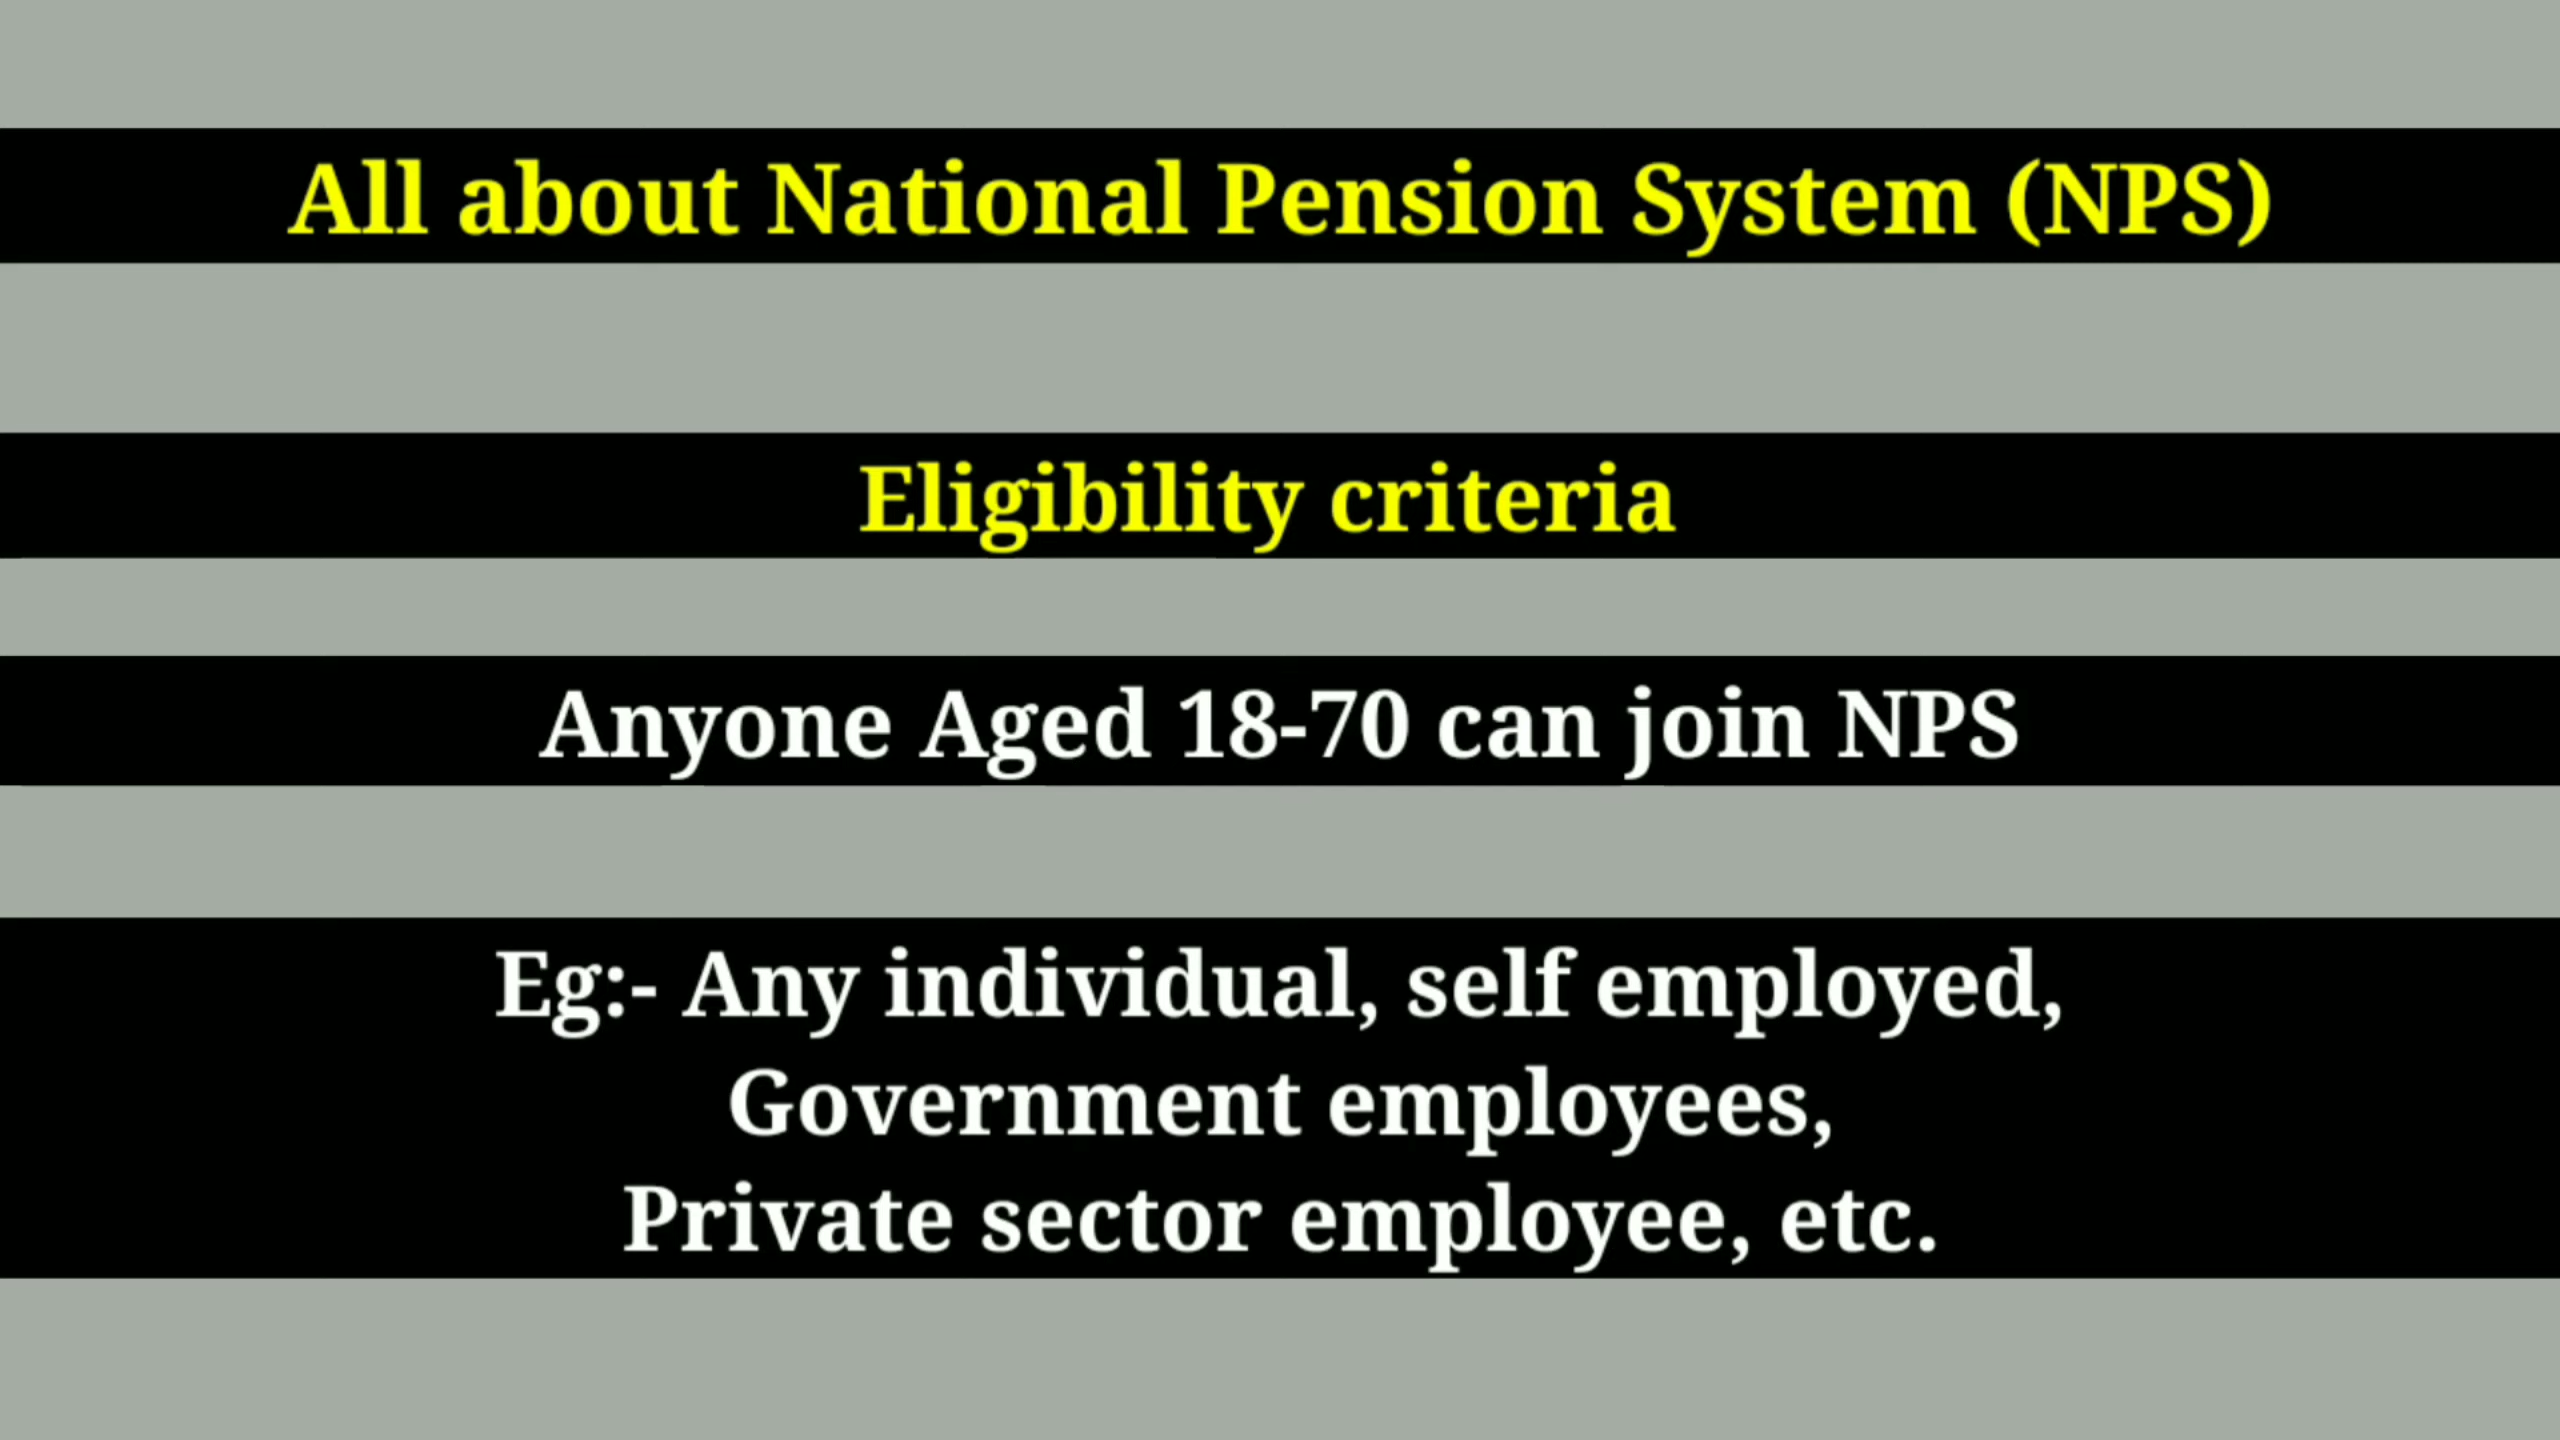 All about National Pension System (NPS)
Eligibility criteria
Anyone Aged 18-70 can join NPS
Eg:- Any individual, self employed,
Government employees,
Private sector employee, etc.